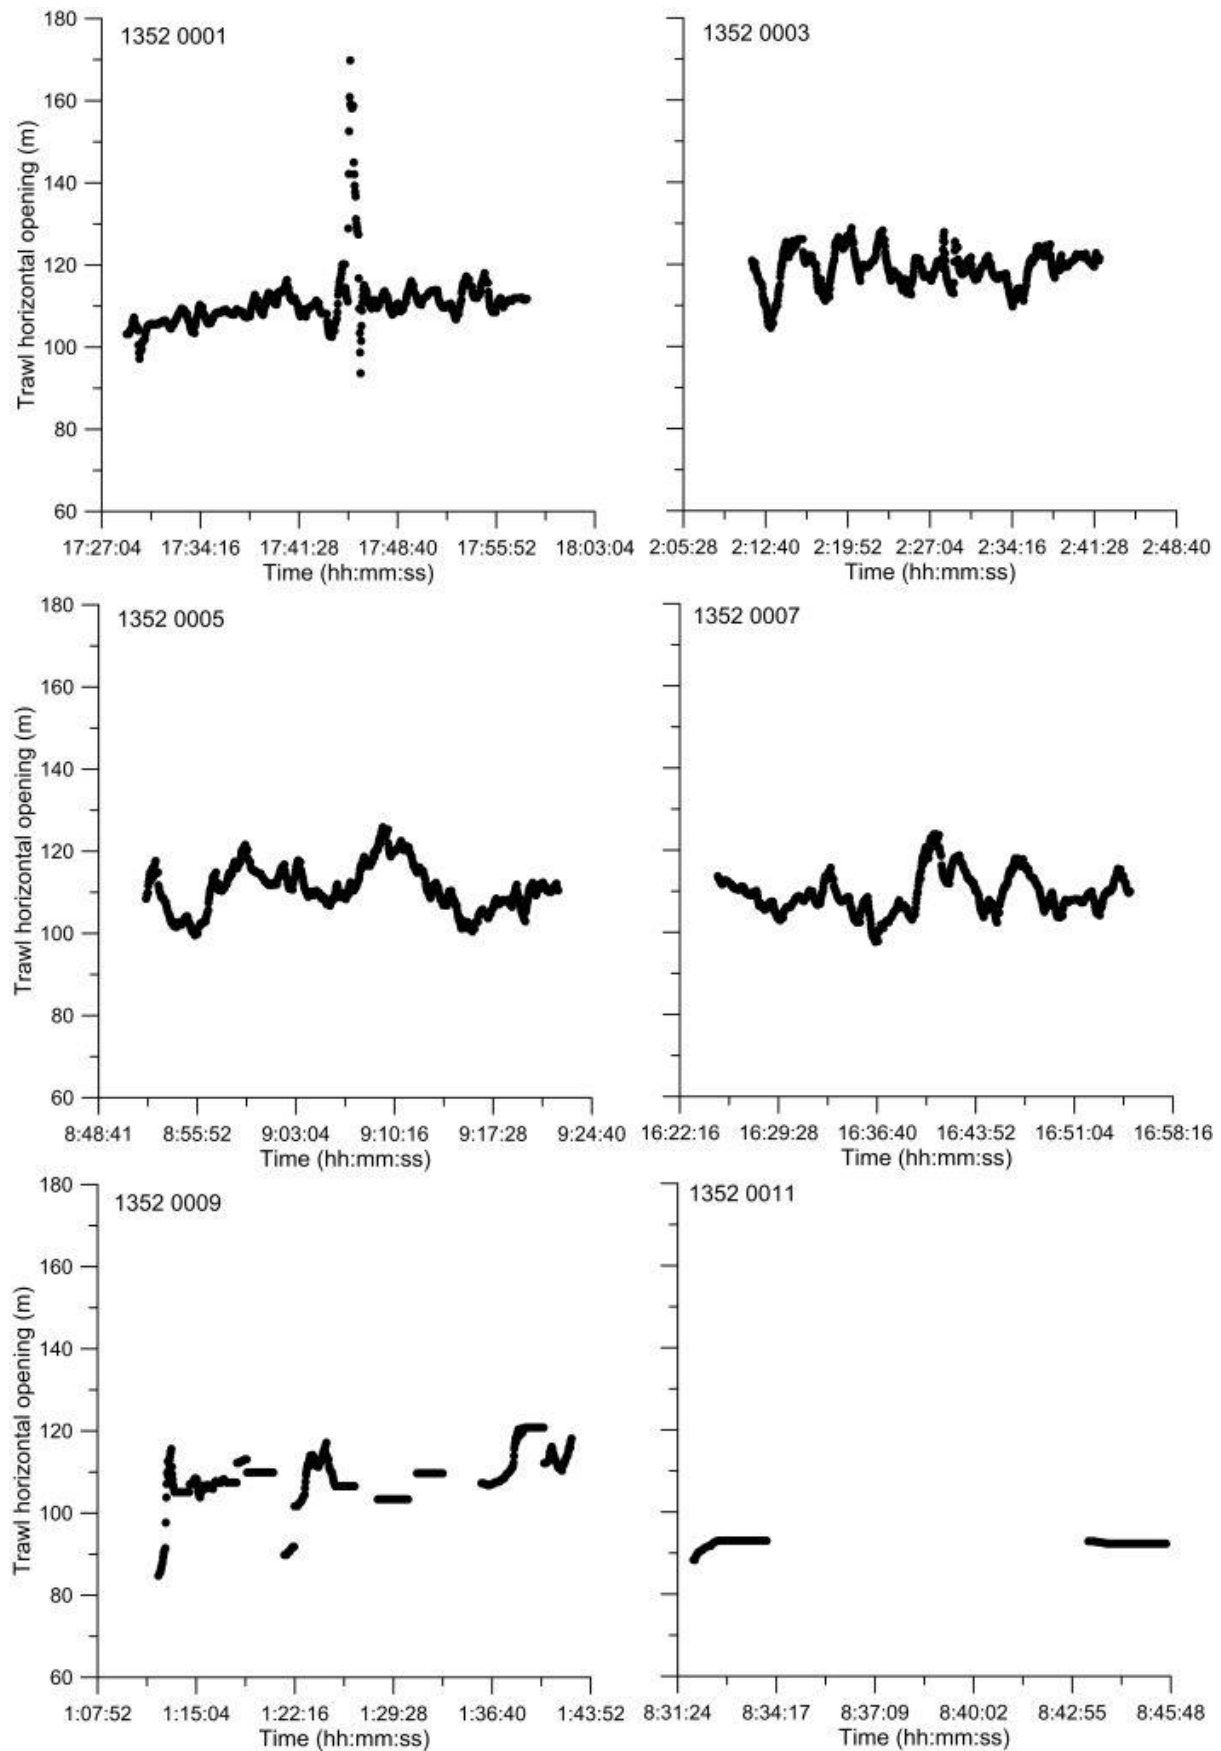 1352 0001
Trawl horizontal opening (m)
180
160
140
120
100
80
60
17:27:04 17:34:16 17:41:28 17:48:40 17:55:52 18:03:04
Time (hh:mm:ss)
1352 0003
2:05:28 2:12:40 2:19:52 2:27:04 2:34:16 2:41:28 2:48:40
Time (hh:mm:ss)
1352 0005
Trawl horizontal opening (m)
180
160
140
120
100
80
60
8:48:41 8:55:52 9:03:04 9:10:16 9:17:28 9:24:40
Time (hh:mm:ss)
1352 0007
16:22:16 16:29:28 16:36:40 16:43:52 16:51:04 16:58:16
Time (hh:mm:ss)
1352 0009
Trawl horizontal opening (m)
180
160
140
120
100
80
60
1:07:52 1:15:04 1:22:16 1:29:28 1:36:40 1:43:52
Time (hh:mm:ss)
1352 0011
8:31:24 8:34:17 8:37:09 8:40:02 8:42:55 8:45:48
Time (hh:mm:ss)